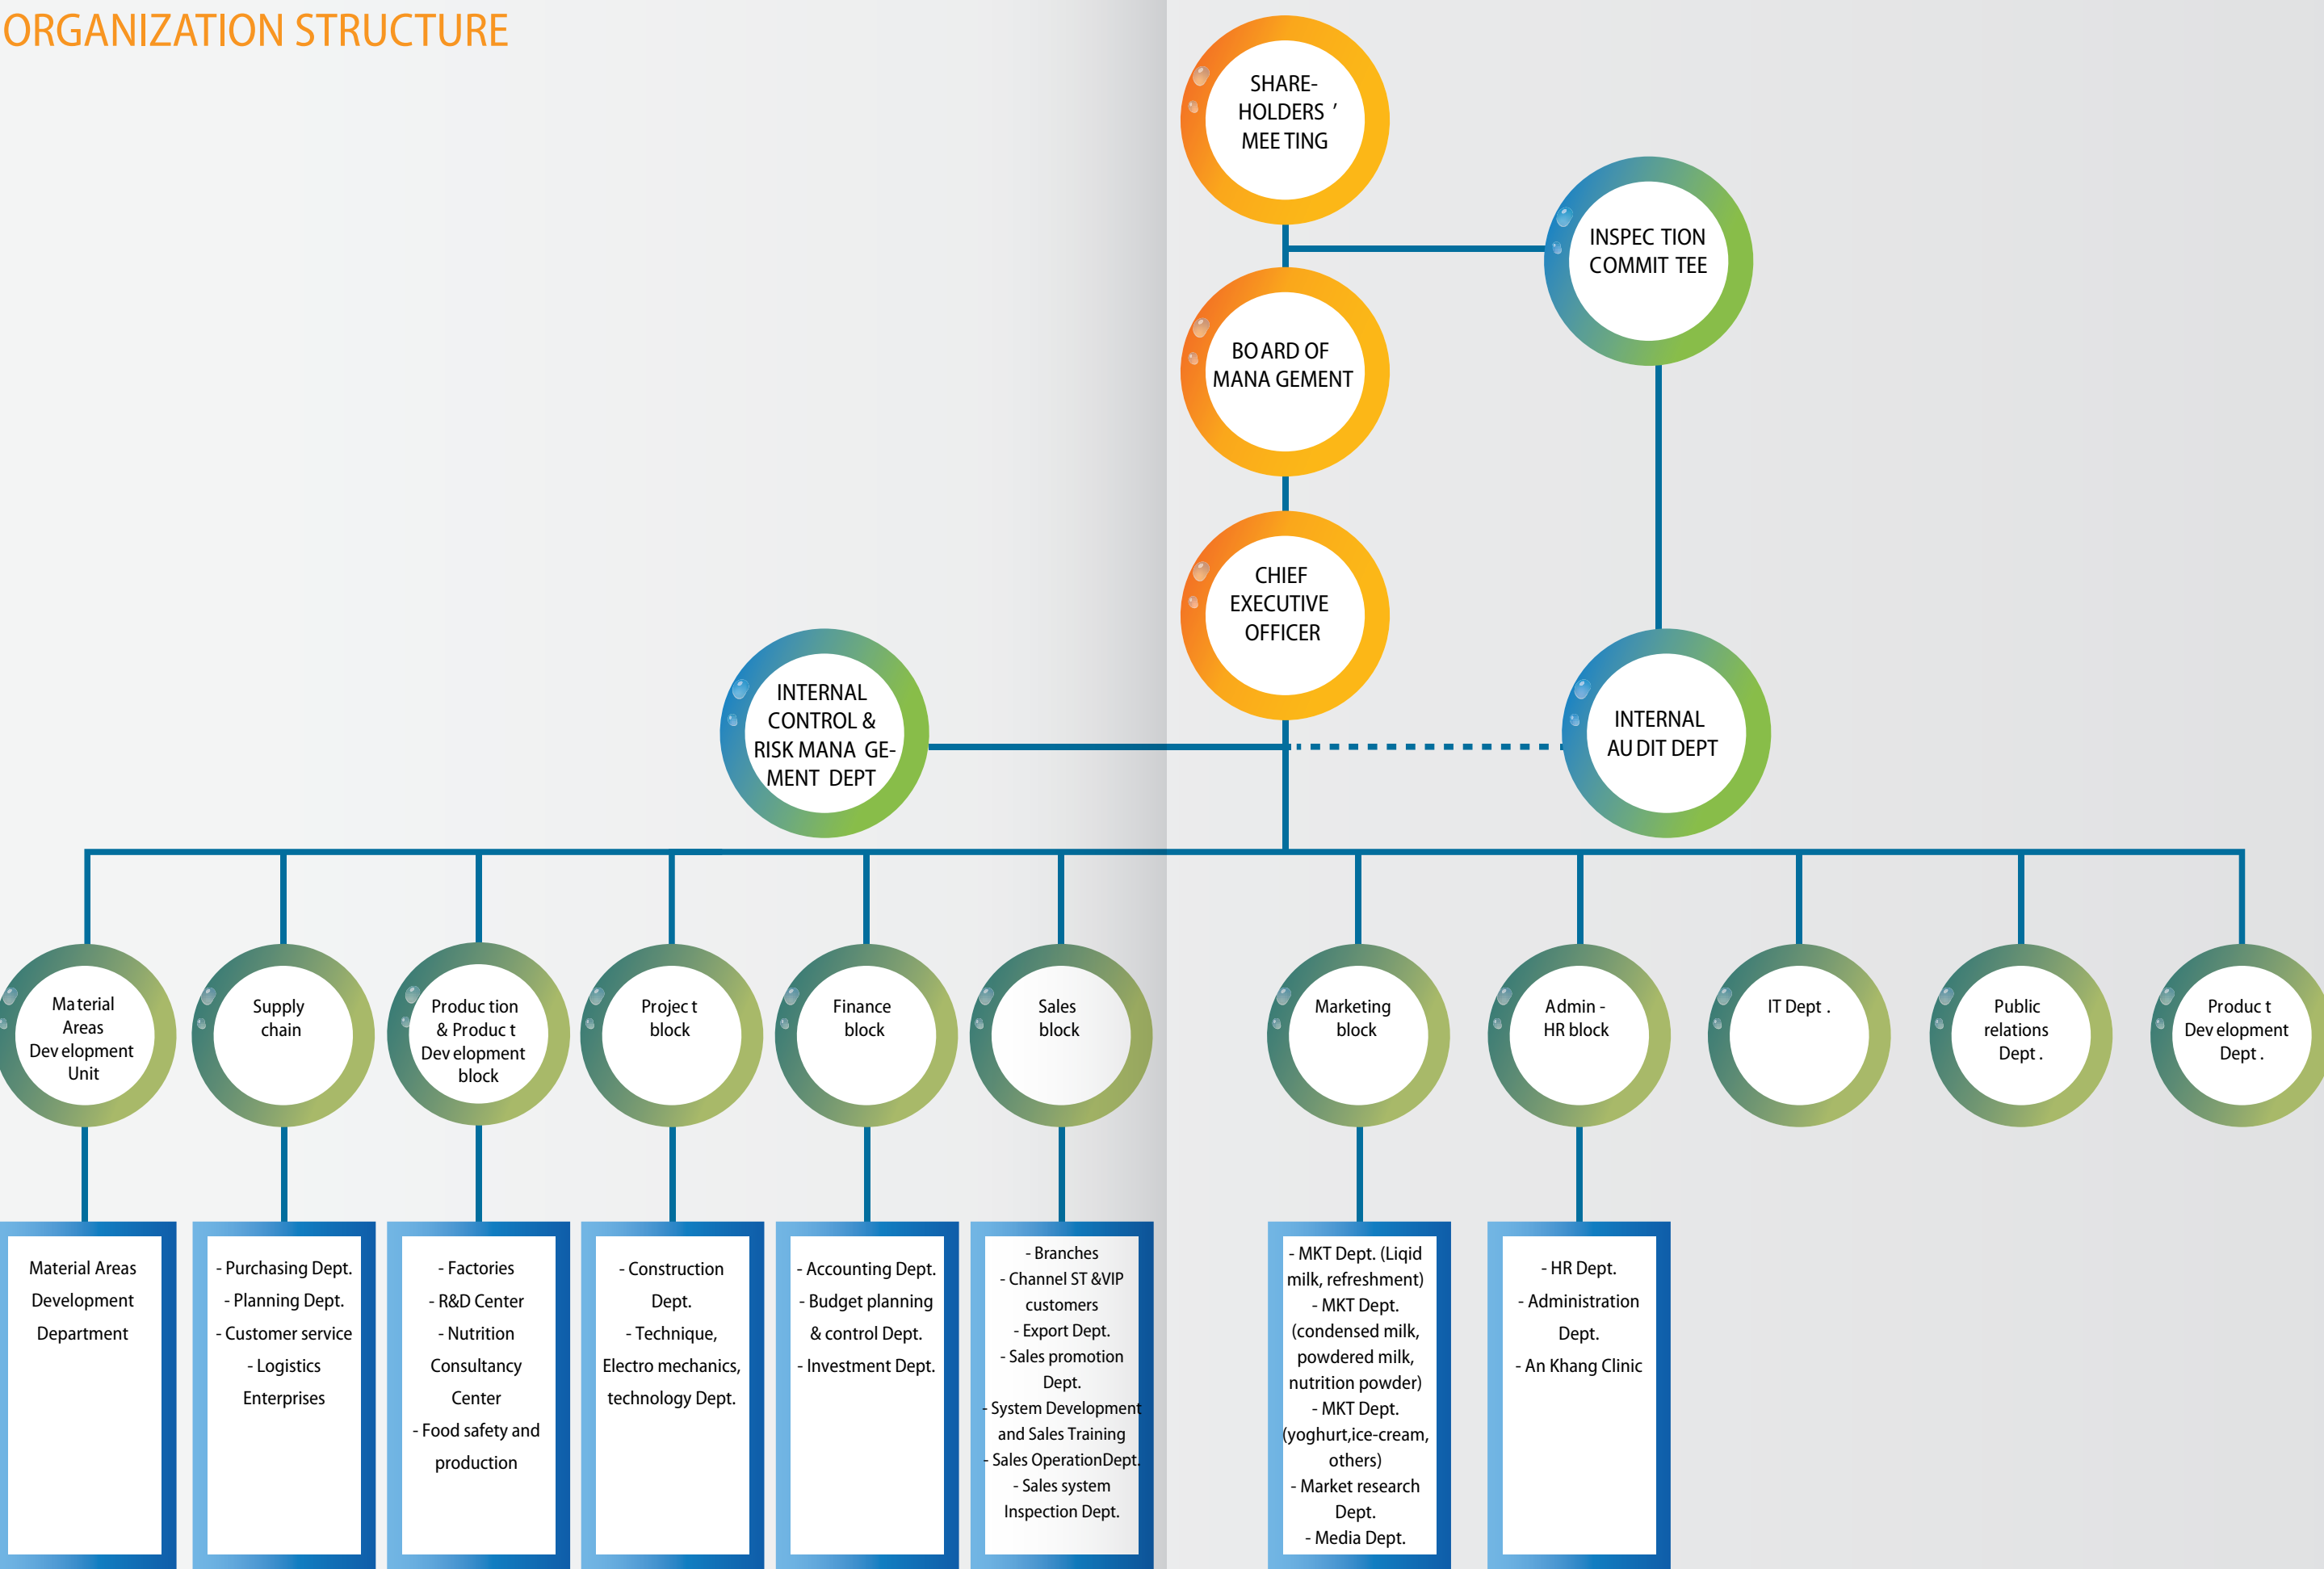 ORGANIZATION STRUCTURE
SHARE-
HOLDERS ’
MEE TING
INSPEC TION
COMMIT TEE
BO ARD OF
MANA GEMENT
CHIEF
EXECUTIVE
OFFICER
INTERNAL
CONTROL &
RISK MANA GE-
MENT DEPT
INTERNAL
AU DIT DEPT
Ma terial
Areas
Dev elopment
Unit
Supply
chain
Produc tion
& Produc t
Dev elopment
block
Projec t
block
Finance
block
Sales
block
Marketing
block
Admin -
HR block
IT Dept .
Public
relations
Dept .
Produc t
Dev elopment
Dept .
Material Areas
Development
Department
- Purchasing Dept.
- Planning Dept.
- Customer service
- Logistics
Enterprises
- Factories
- R&D Center
- Nutrition
Consultancy
Center
- Food safety and
production
- Construction
Dept.
- Technique,
Electro mechanics,
technology Dept.
- Accounting Dept.
- Budget planning
& control Dept.
- Investment Dept.
- Branches
- Channel ST &VIP
customers
- Export Dept.
- Sales promotion
Dept.
- System Development
and Sales Training
- Sales OperationDept.
- Sales system
Inspection Dept.
- MKT Dept. (Liqid
milk, refreshment)
- MKT Dept.
(condensed milk,
powdered milk,
nutrition powder)
- MKT Dept.
(yoghurt,ice-cream,
others)
- Market research
Dept.
- Media Dept.
- HR Dept.
- Administration
Dept.
- An Khang Clinic